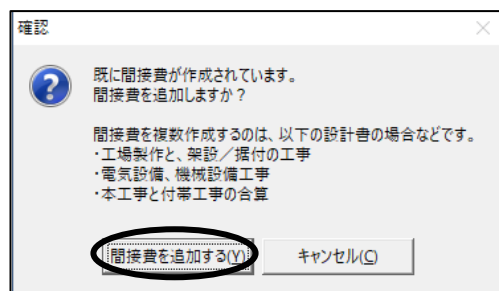 確認
既に間接費が作成されています。
間接費を追加しますか?
間接費を複数作成するのは、以下の設計書の場合などです。
・工場製作と、架設/据付の工事
・電気設備、機械設備工事
・本工事と付帯工事の合算
間接費を追加する(Y)
キャンセル(C)